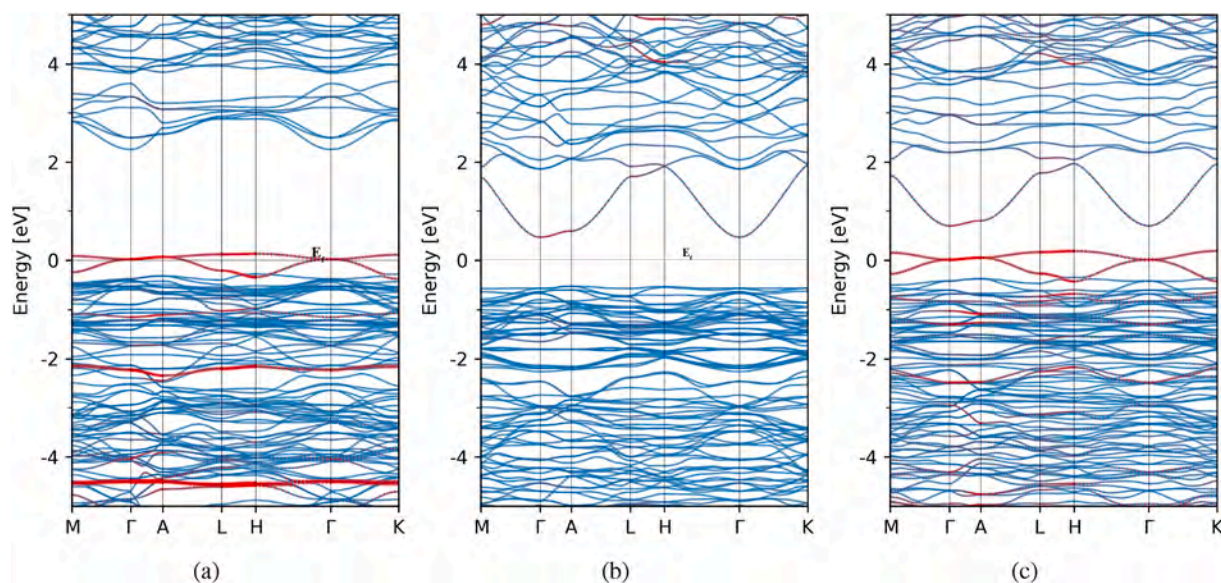 Energy [eV]
4
2
0
-2
-4
E_f
M Γ A L H Γ K
(a)
Energy [eV]
4
2
0
-2
-4
E_f
M Γ A L H Γ K
(b)
Energy [eV]
4
2
0
-2
-4
M Γ A L H Γ K
(c)